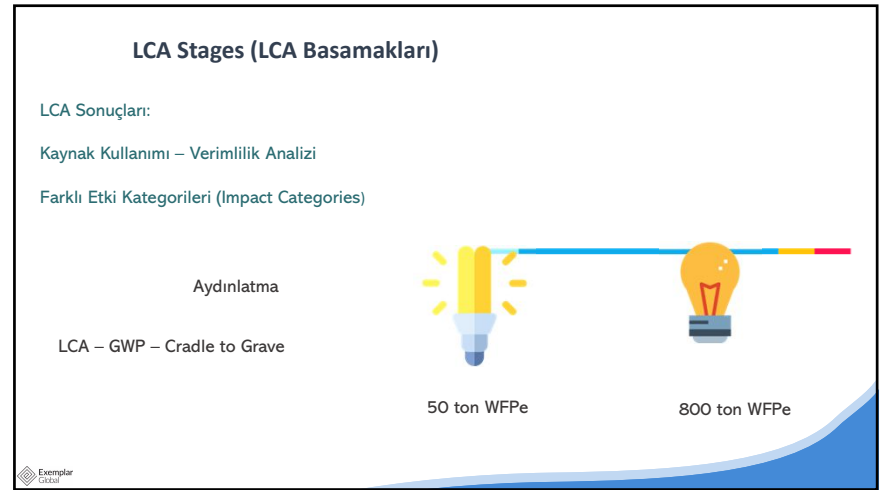 LCA Stages (LCA Basamakları)
LCA Sonuçları:
Kaynak Kullanımı – Verimlilik Analizi
Farklı Etki Kategorileri (Impact Categories)
Aydınlatma
LCA – GWP – Cradle to Grave
50 ton WFPe
800 ton WFPe
Exemplar
Global